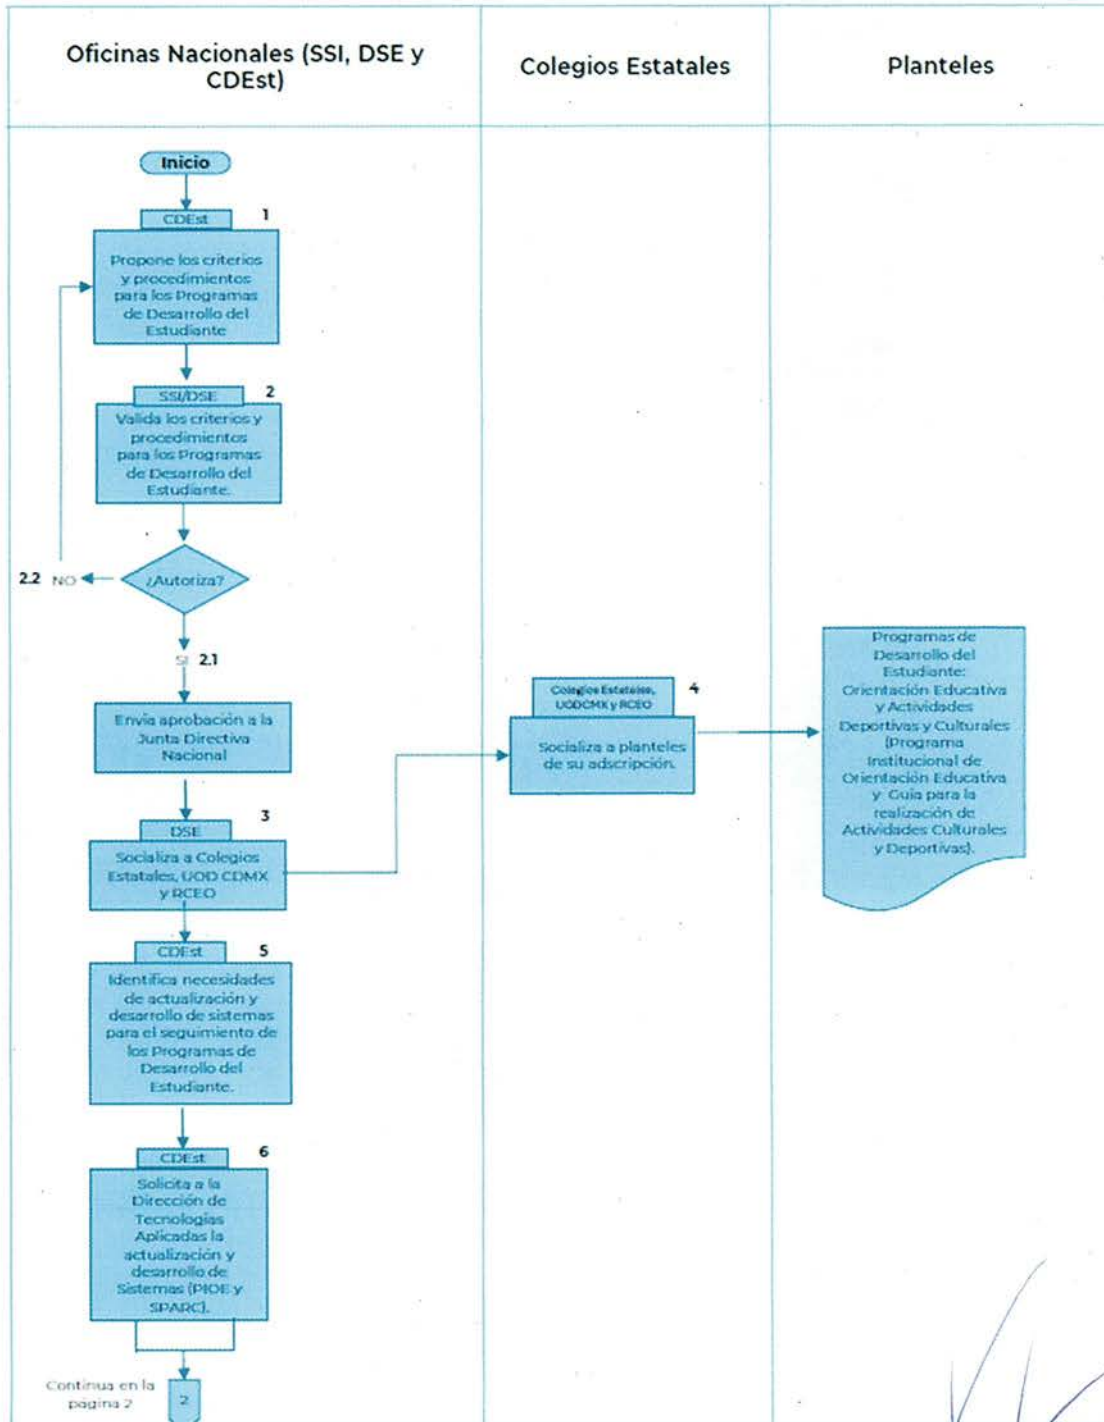 Oficinas Nacionales (SSI, DSE y
CDEst)
Colegios Estatales
Planteles
Inicio
CDEst
1
Propone los criterios
y procedimientos
para los Programas
de Desarrollo del
Estudiante
SSI/DSE
2
Valida los criterios y
procedimientos
para los Programas
de Desarrollo del
Estudiante.
¿Autoriza?
2.2 NO
SI 2.1
Envía aprobación a la
Junta Directiva
Nacional
DSE
3
Socializa a Colegios
Estatales, UOD CDMX
y RCEO
Colegios Estatales,
UODCMX y RCEO
4
Socializa a planteles
de su adscripción.
Programas de
Desarrollo del
Estudiante:
Orientación Educativa
y Actividades
Deportivas y Culturales
(Programa
Institucional de
Orientación Educativa
y Guía para la
realización de
Actividades Culturales
y Deportivas).
CDEst
5
Identifica necesidades
de actualización y
desarrollo de sistemas
para el seguimiento de
los Programas de
Desarrollo del
Estudiante.
CDEst
6
Solicita a la
Dirección de
Tecnologías
Aplicadas la
actualización y
desarrollo de
Sistemas (PIOE y
SPARC).
Continua en la
página 2
2